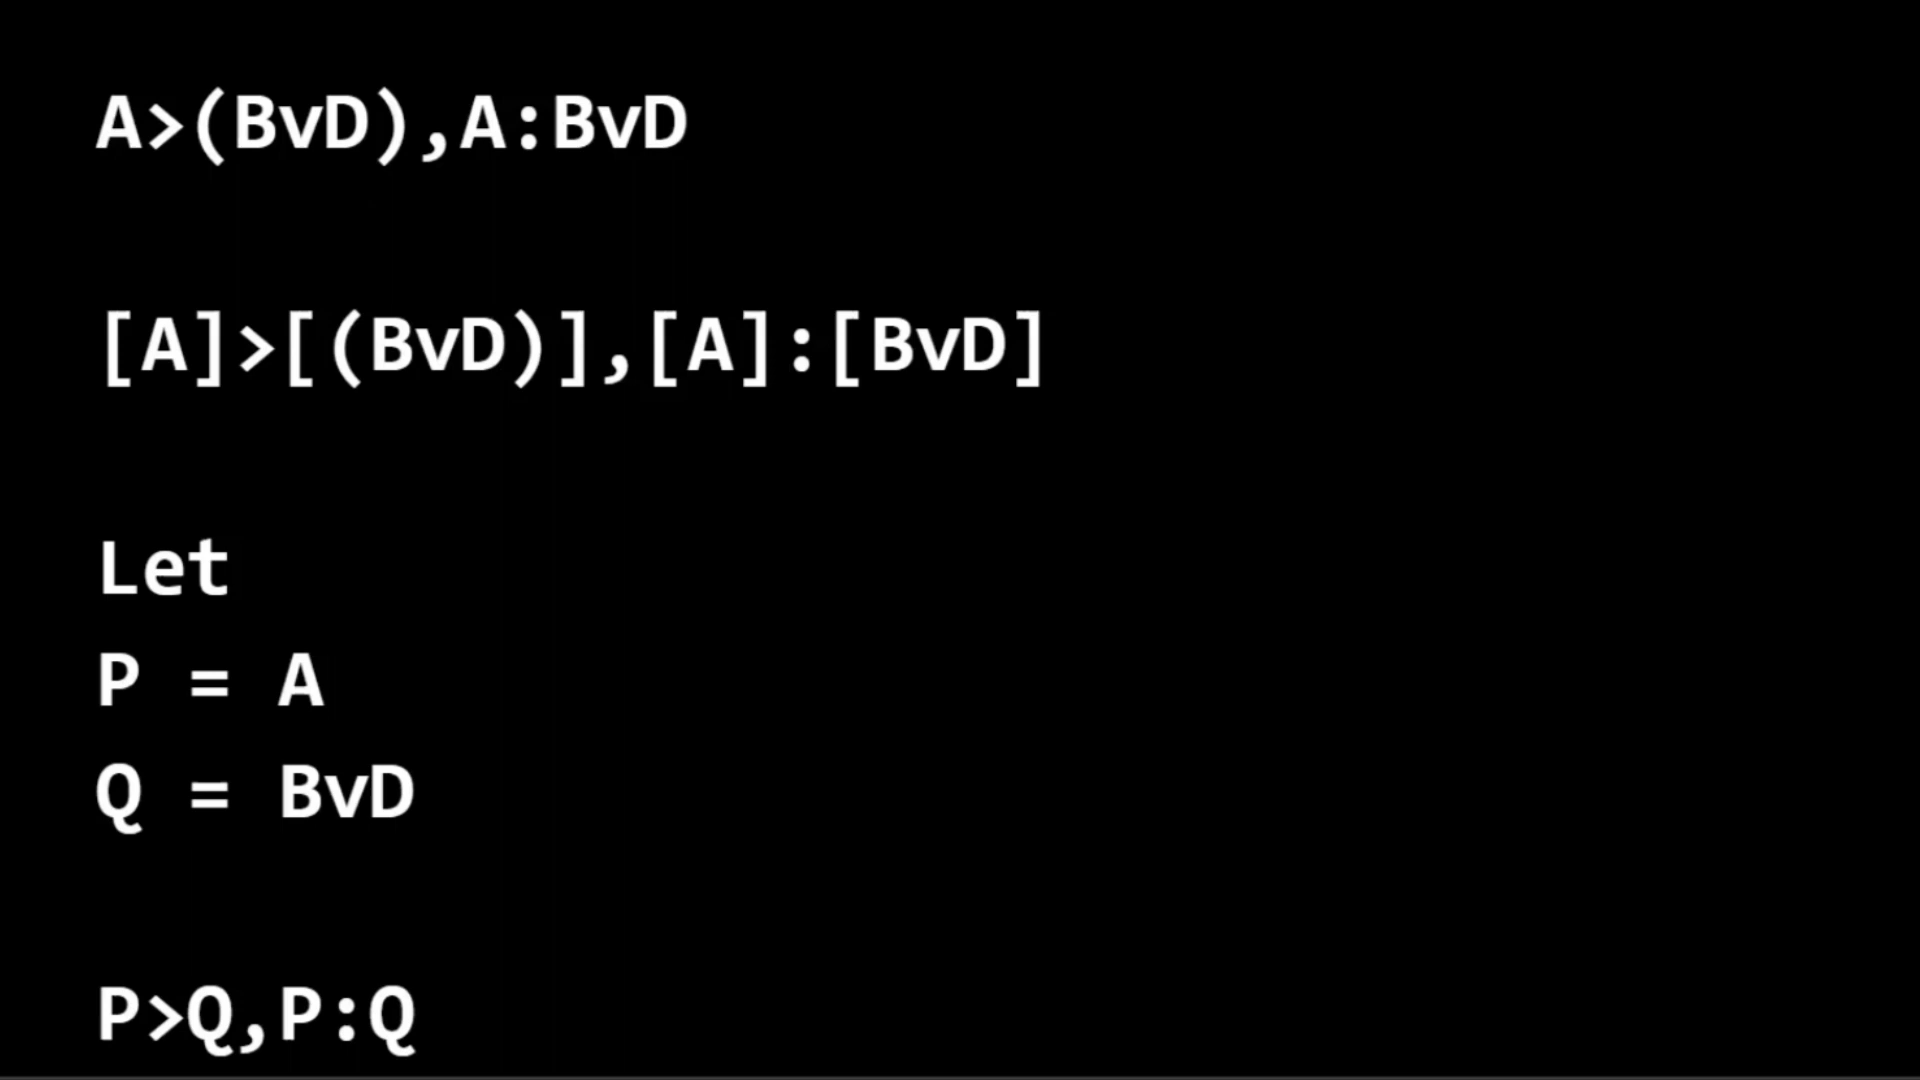 A>(BvD),A:BvD
[A]>[(BvD)],[A]:[BvD]
Let
P = A
Q = BvD
P>Q,P:Q